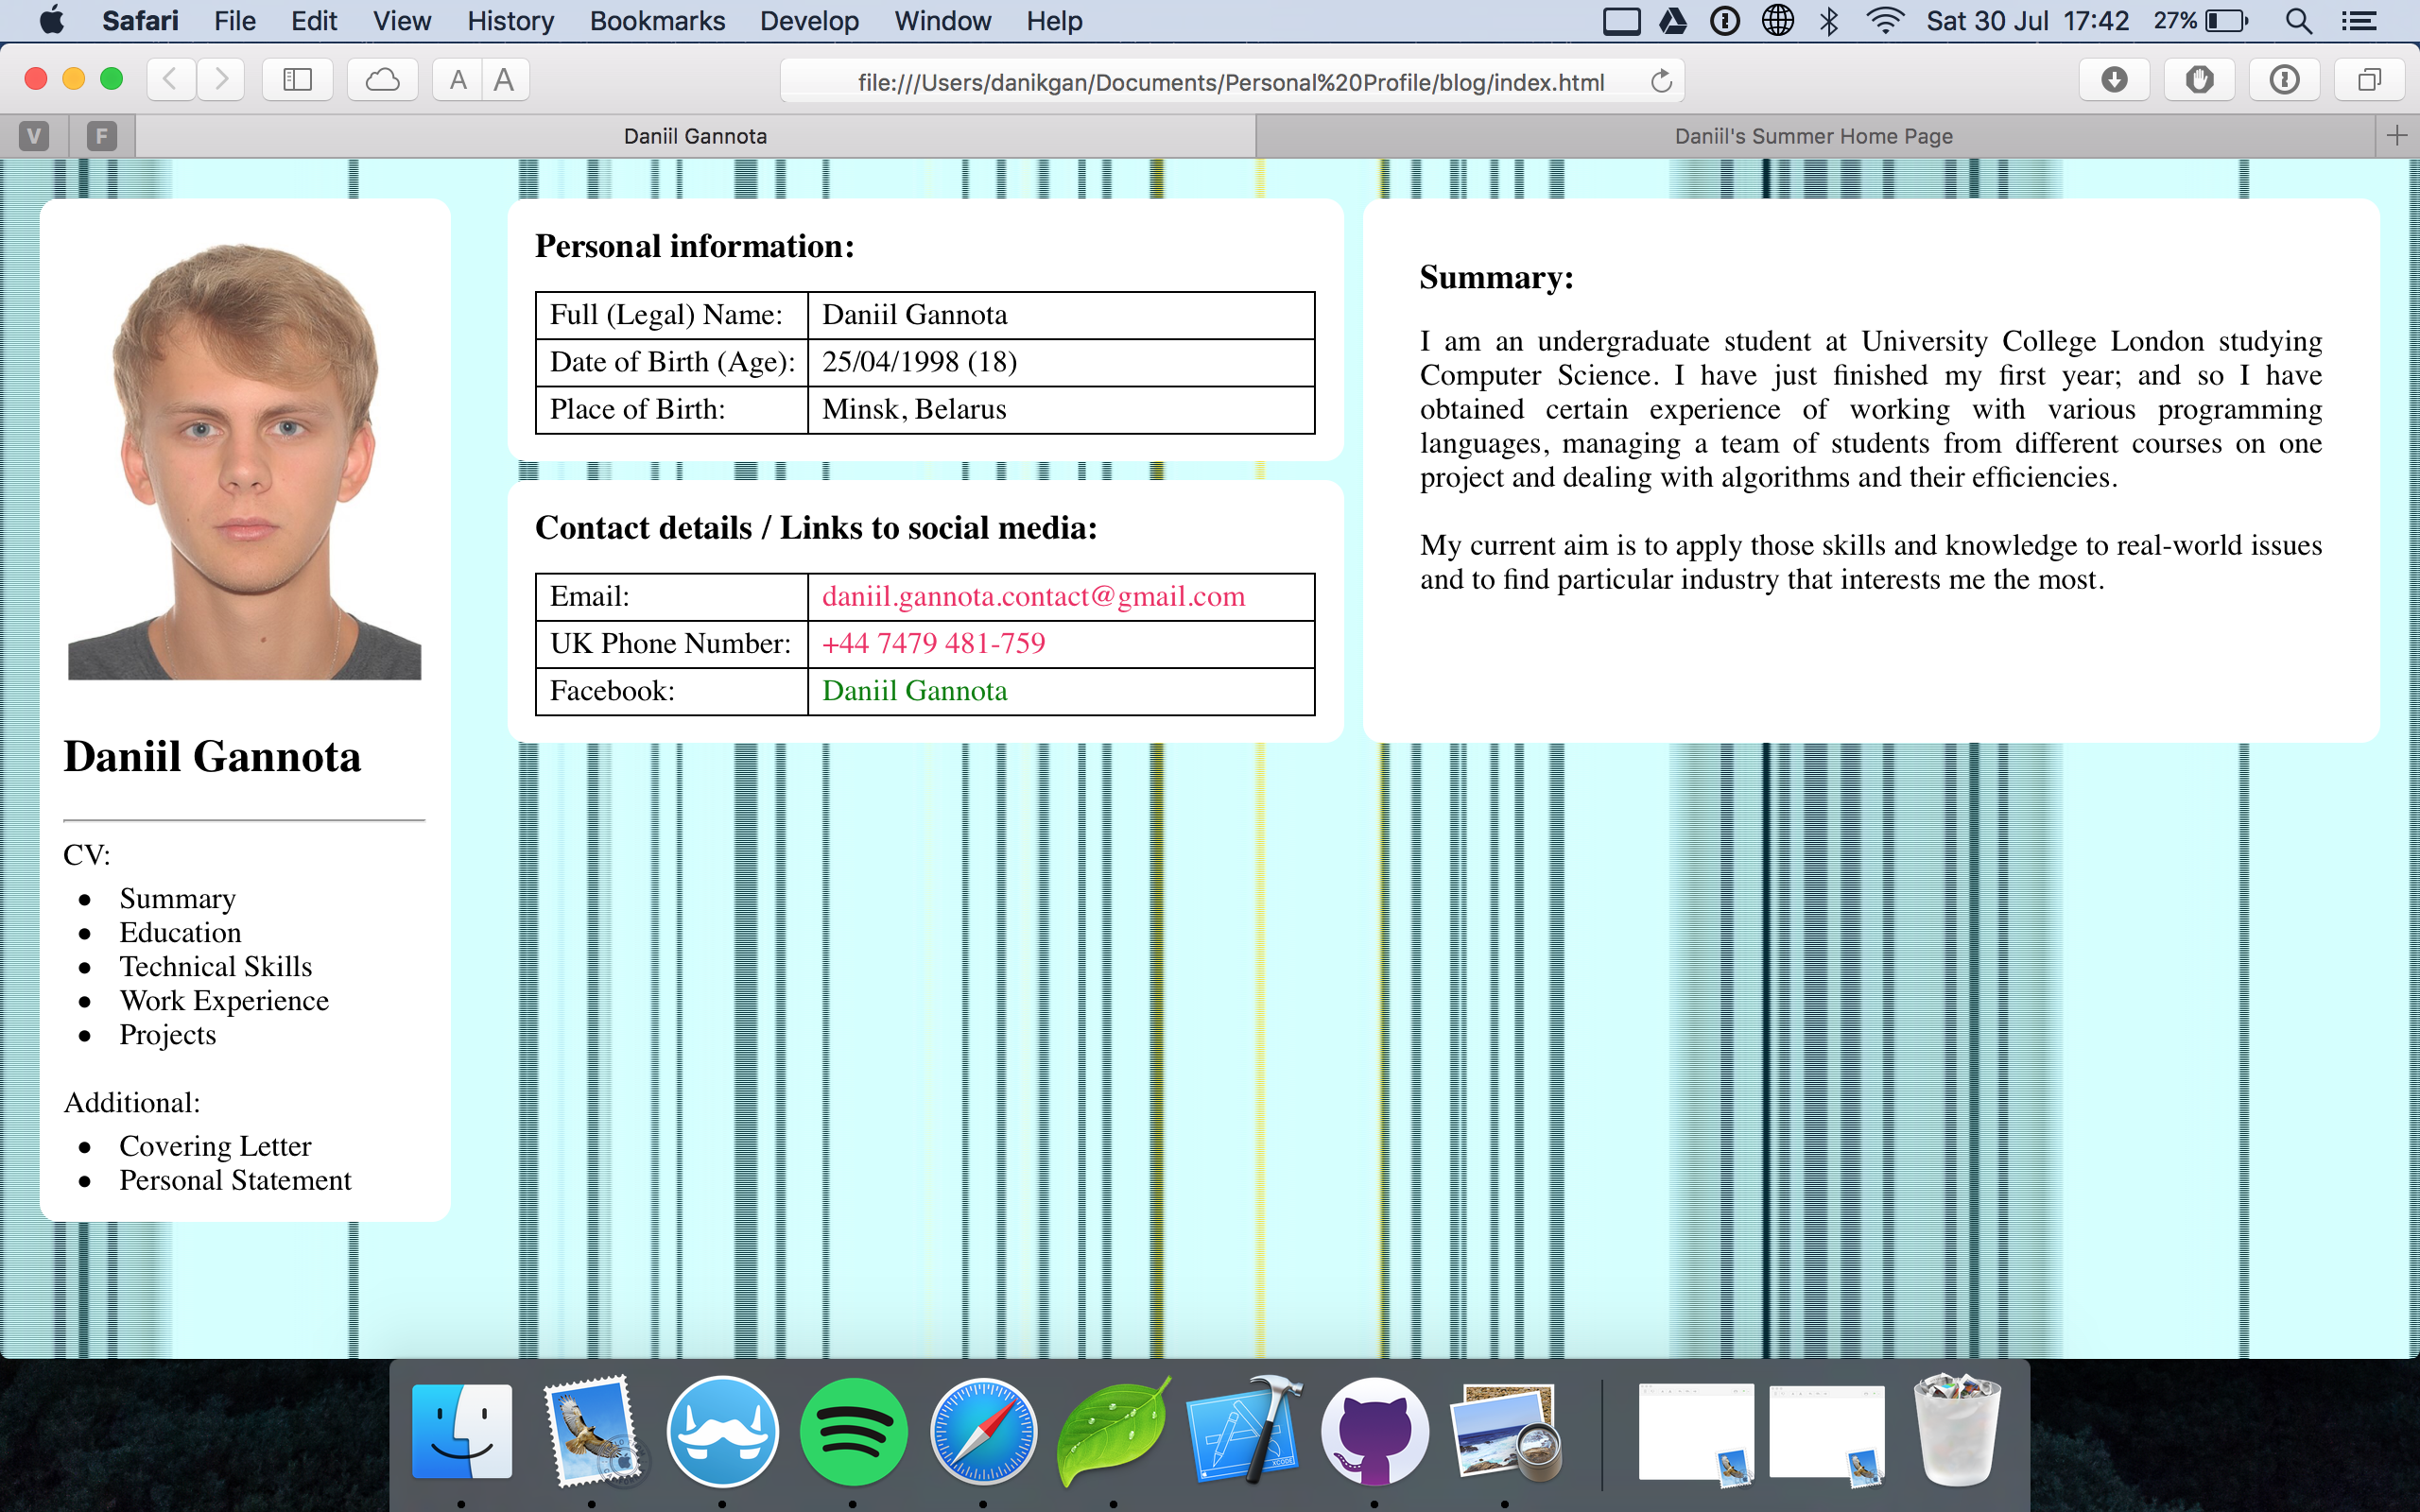 Safari File Edit View History Bookmarks Develop Window Help Sat 30 Jul 17:42 27%
A A file:///Users/danikgan/Documents/Personal%20Profile/blog/index.html
V F Daniil Gannota Daniil's Summer Home Page
Daniil Gannota
CV:
• Summary
• Education
• Technical Skills
• Work Experience
• Projects
Additional:
• Covering Letter
• Personal Statement
Personal information:
Full (Legal) Name: Daniil Gannota
Date of Birth (Age): 25/04/1998 (18)
Place of Birth: Minsk, Belarus
Contact details / Links to social media:
Email: daniil.gannota.contact@gmail.com
UK Phone Number: +44 7479 481-759
Facebook: Daniil Gannota
Summary:
I am an undergraduate student at University College London studying
Computer Science. I have just finished my first year; and so I have
obtained certain experience of working with various programming
languages, managing a team of students from different courses on one
project and dealing with algorithms and their efficiencies.
My current aim is to apply those skills and knowledge to real-world issues
and to find particular industry that interests me the most.
XCODE